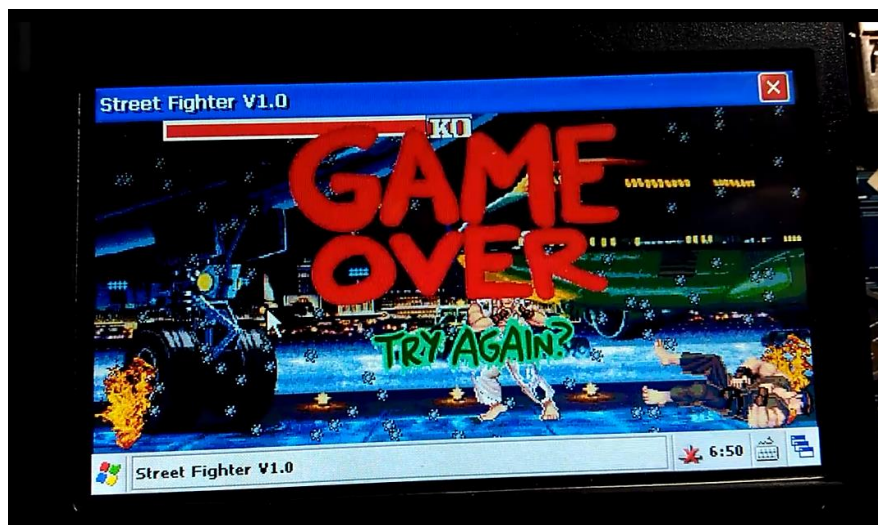 Street Fighter V1.0
KO
GAME
OVER
TRY AGAIN?
Street Fighter V1.0
6:50